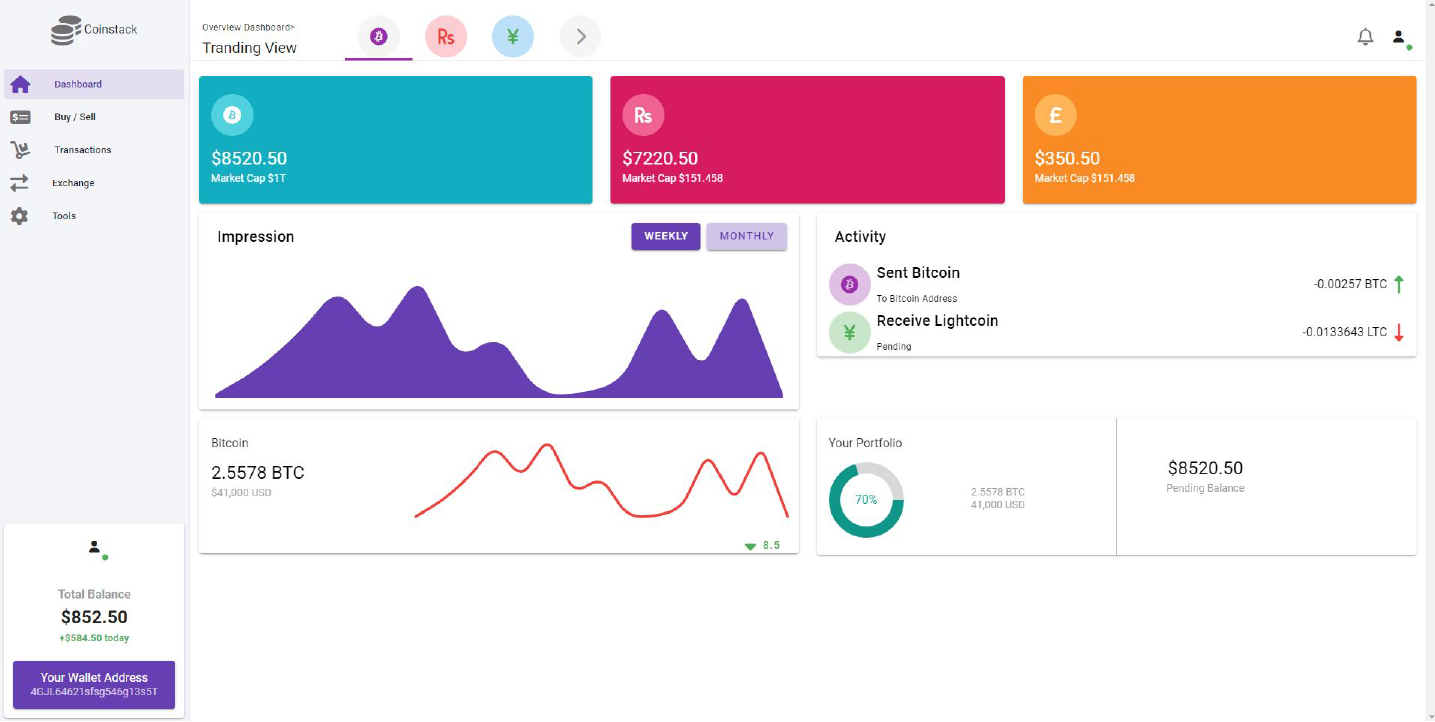 Coinstack
Overview Dashboard>
Tranding View
Rs
¥
Dashboard
Buy / Sell
Transactions
Exchange
Tools
$8520.50
Market Cap $1T
Rs
$7220.50
Market Cap $151.458
£
$350.50
Market Cap $151.458
Impression
WEEKLY
MONTHLY
Activity
Sent Bitcoin
To Bitcoin Address
-0.00257 BTC
¥
Receive Lightcoin
Pending
-0.0133643 LTC
Bitcoin
2.5578 BTC
$41,000 USD
8.5
Your Portfolio
70%
2.5578 BTC
41,000 USD
$8520.50
Pending Balance
Total Balance
$852.50
+$584.50 today
Your Wallet Address
4GJL64621sfsg546g13s5T